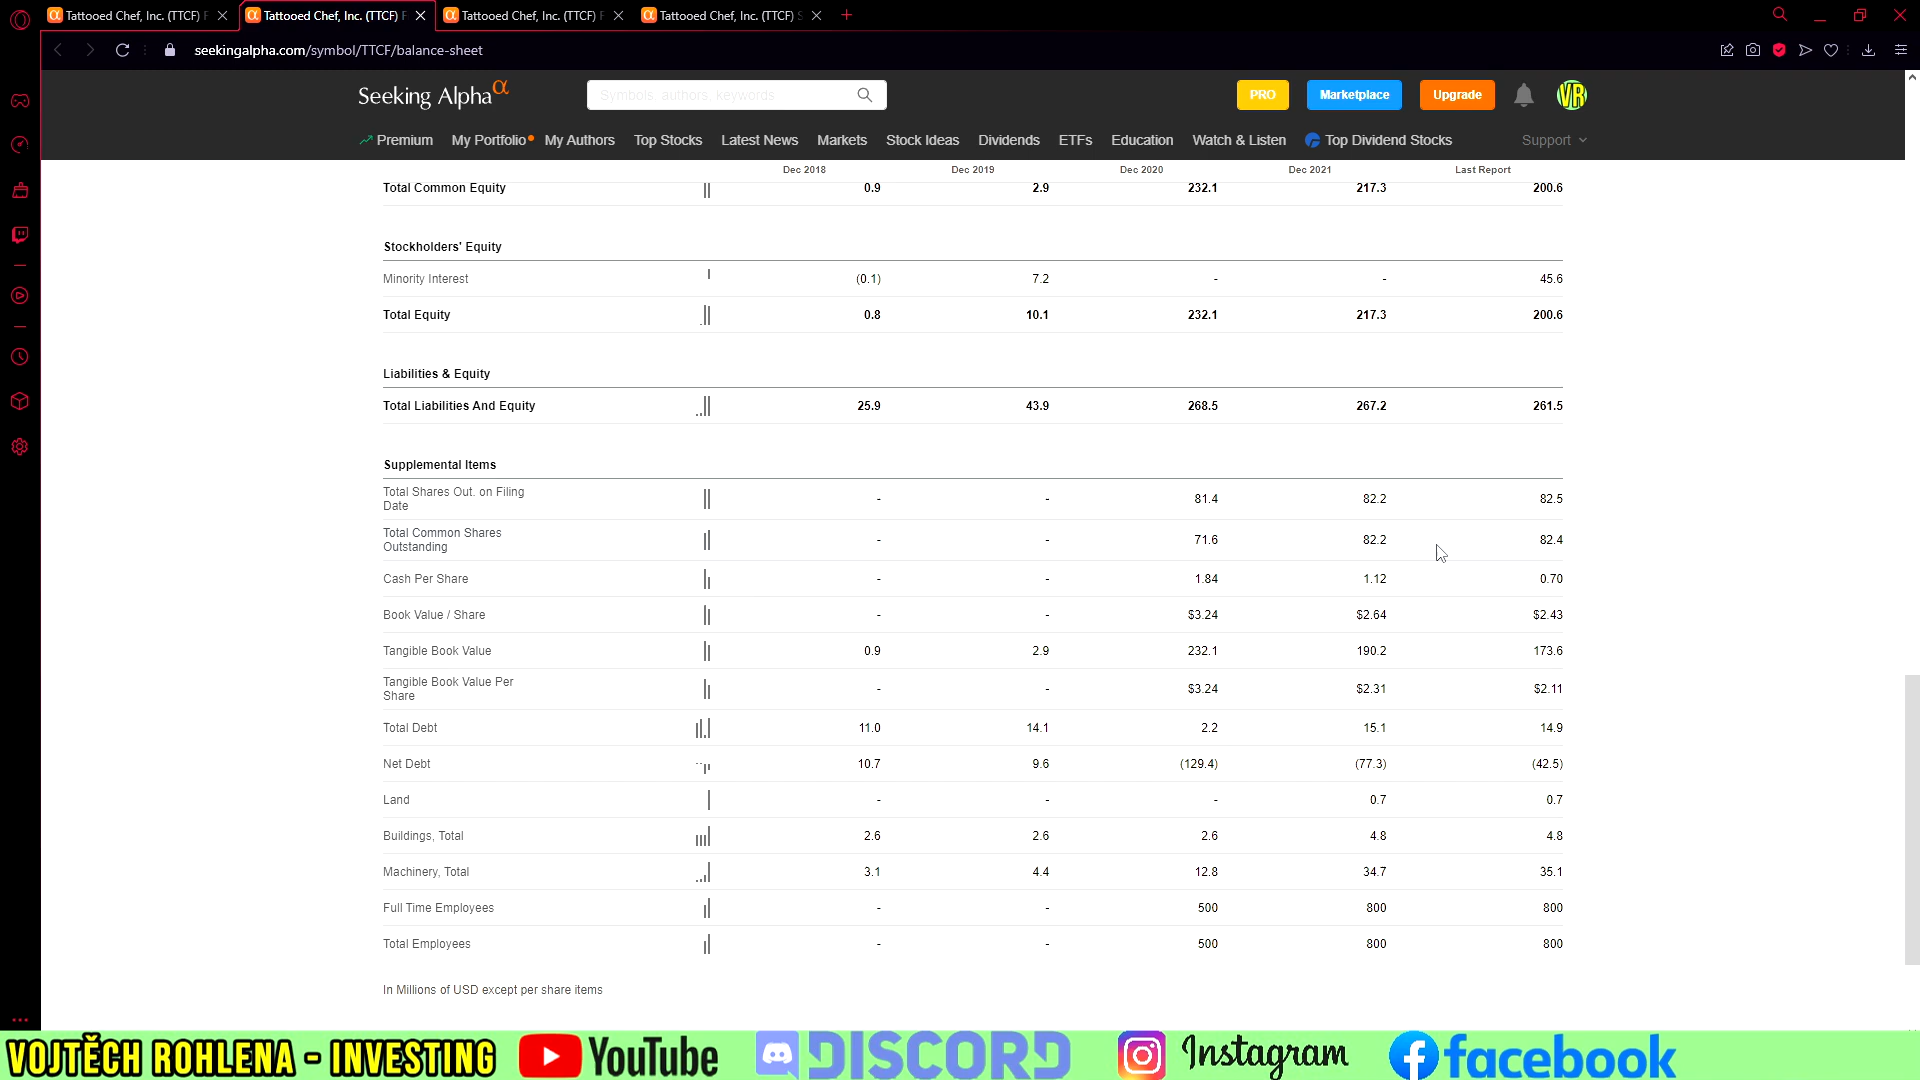 Tattooed Chef, Inc. (TTCF) F
Tattooed Chef, Inc. (TTCF) F
Tattooed Chef, Inc. (TTCF) F
Tattooed Chef, Inc. (TTCF) S
seekingalpha.com/symbol/TTCF/balance-sheet
Seeking Alpha α
Symbols, authors, keywords
PRO
Marketplace
Upgrade
VR
Premium My Portfolio My Authors Top Stocks Latest News Markets Stock Ideas Dividends ETFs Education Watch & Listen Top Dividend Stocks Support
Dec 2018 Dec 2019 Dec 2020 Dec 2021 Last Report
Total Common Equity 0.9 2.9 232.1 217.3 200.6
Stockholders' Equity
Minority Interest (0.1) 7.2 - - 45.6
Total Equity 0.8 10.1 232.1 217.3 200.6
Liabilities & Equity
Total Liabilities And Equity 25.9 43.9 268.5 267.2 261.5
Supplemental Items
Total Shares Out. on Filing
Date - - 81.4 82.2 82.5
Total Common Shares
Outstanding - - 71.6 82.2 82.4
Cash Per Share - - 1.84 1.12 0.70
Book Value / Share - - $3.24 $2.64 $2.43
Tangible Book Value 0.9 2.9 232.1 190.2 173.6
Tangible Book Value Per
Share - - $3.24 $2.31 $2.11
Total Debt 11.0 14.1 2.2 15.1 14.9
Net Debt 10.7 9.6 (129.4) (77.3) (42.5)
Land - - - 0.7 0.7
Buildings, Total 2.6 2.6 2.6 4.8 4.8
Machinery, Total 3.1 4.4 12.8 34.7 35.1
Full Time Employees - - 500 800 800
Total Employees - - 500 800 800
In Millions of USD except per share items
VOJTĚCH ROHLENA - INVESTING YouTube DISCORD Instagram facebook